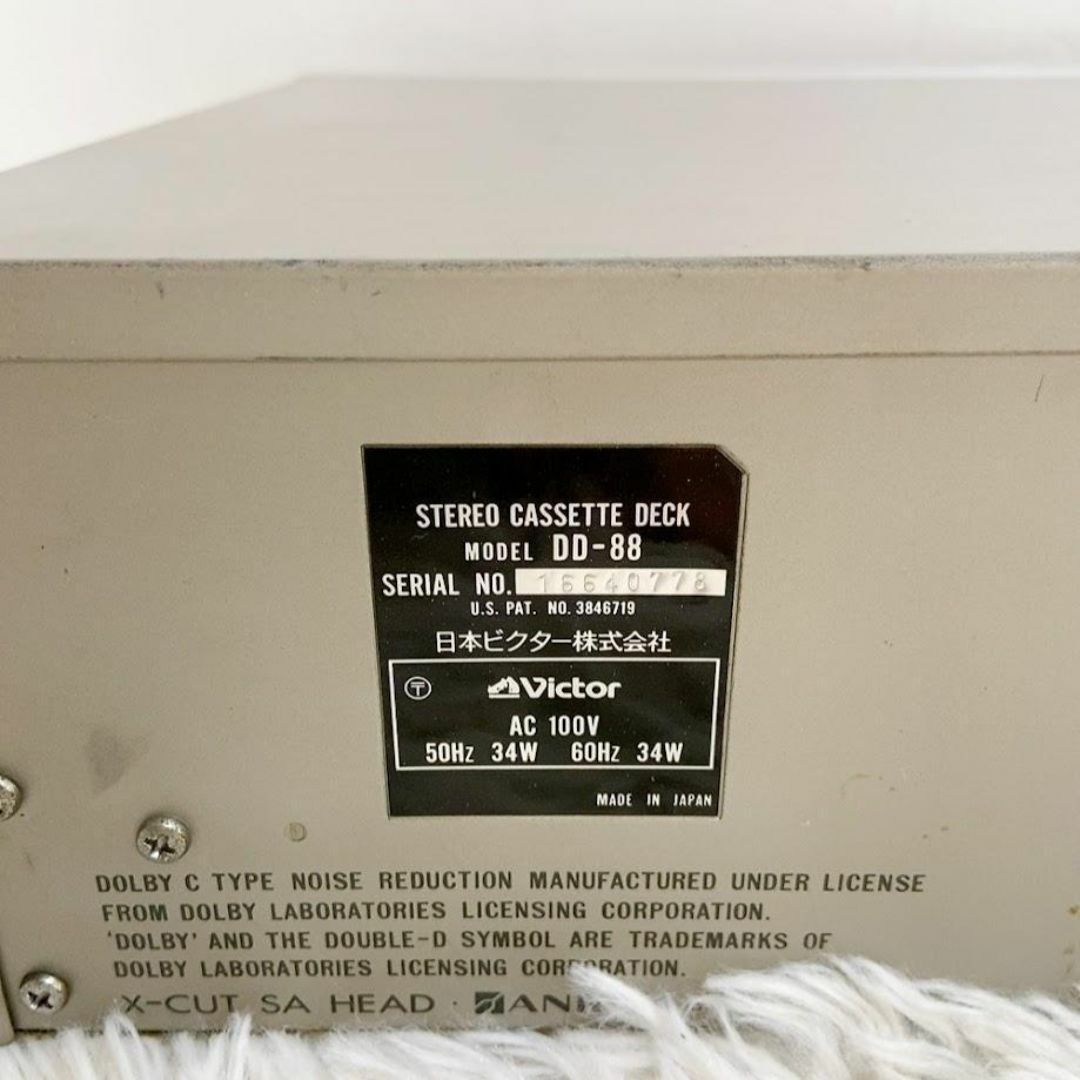 STEREO CASSETTE DECK
MODEL DD-88
SERIAL NO. 16640778
U.S. PAT. NO. 3846719
日本ビクター株式会社
〒 Victor
AC 100V
50Hz 34W 60Hz 34W
MADE IN JAPAN
DOLBY C TYPE NOISE REDUCTION MANUFACTURED UNDER LICENSE
FROM DOLBY LABORATORIES LICENSING CORPORATION.
'DOLBY' AND THE DOUBLE-D SYMBOL ARE TRADEMARKS OF
DOLBY LABORATORIES LICENSING CORPORATION.
X-CUT SA HEAD ·